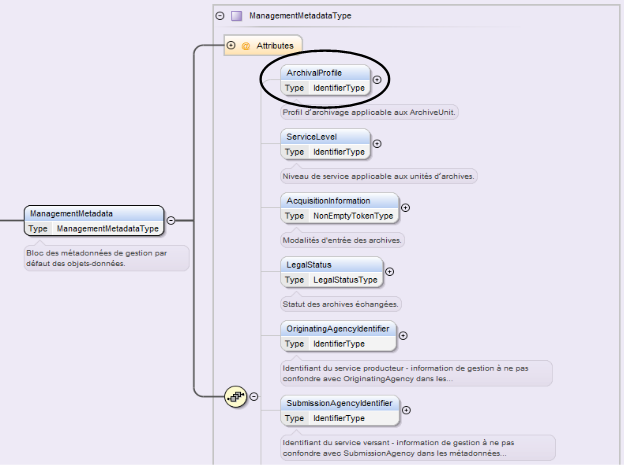 ManagementMetadataType
Attributes
ArchivalProfile
Type IdentifierType
Profil d'archivage applicable aux ArchiveUnit.
ServiceLevel
Type IdentifierType
Niveau de service applicable aux unités d'archives.
AcquisitionInformation
Type NonEmptyTokenType
Modalités d'entrée des archives.
ManagementMetadata
Type ManagementMetadataType
Bloc des métadonnées de gestion par
défaut des objets-données.
LegalStatus
Type LegalStatusType
Statut des archives échangées.
OriginatingAgencyIdentifier
Type IdentifierType
Identifiant du service producteur - information de gestion à ne pas
confondre avec OriginatingAgency dans les...
SubmissionAgencyIdentifier
Type IdentifierType
Identifiant du service versant - information de gestion à ne pas
confondre avec SubmissionAgency dans les métadonnées...